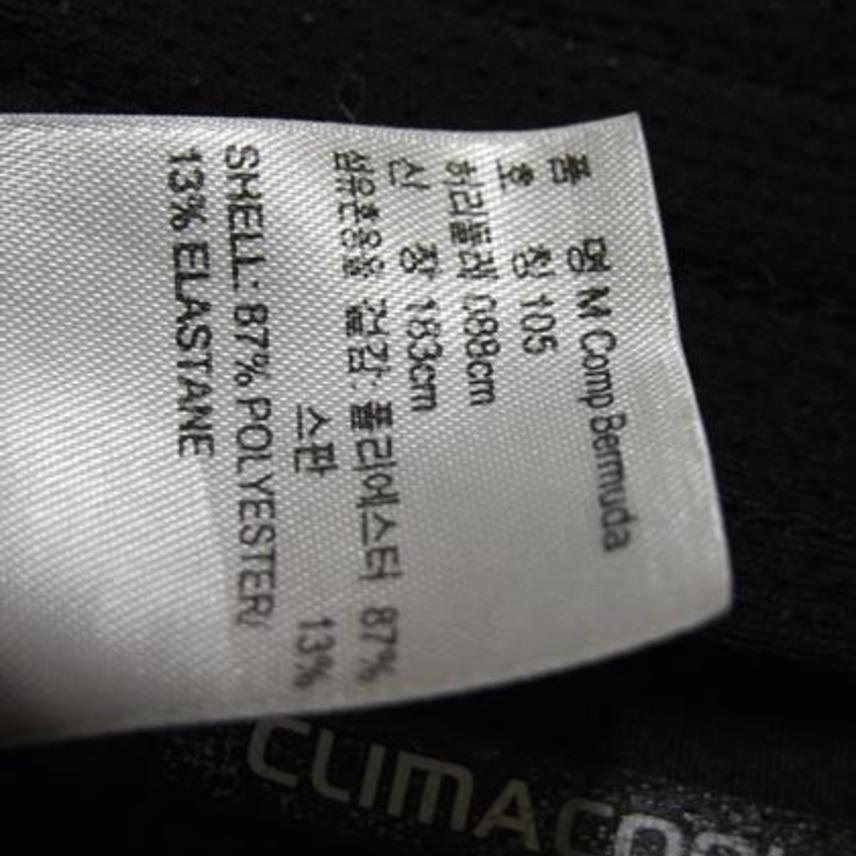 품 명 M Comp Bermuda
호 칭 105
허리둘레 088cm
신 장 183cm
섬유혼용율 겉감: 폴리에스터 87%
스판 13%
SHELL: 87% POLYESTER/
13% ELASTANE
CLIMACOOL